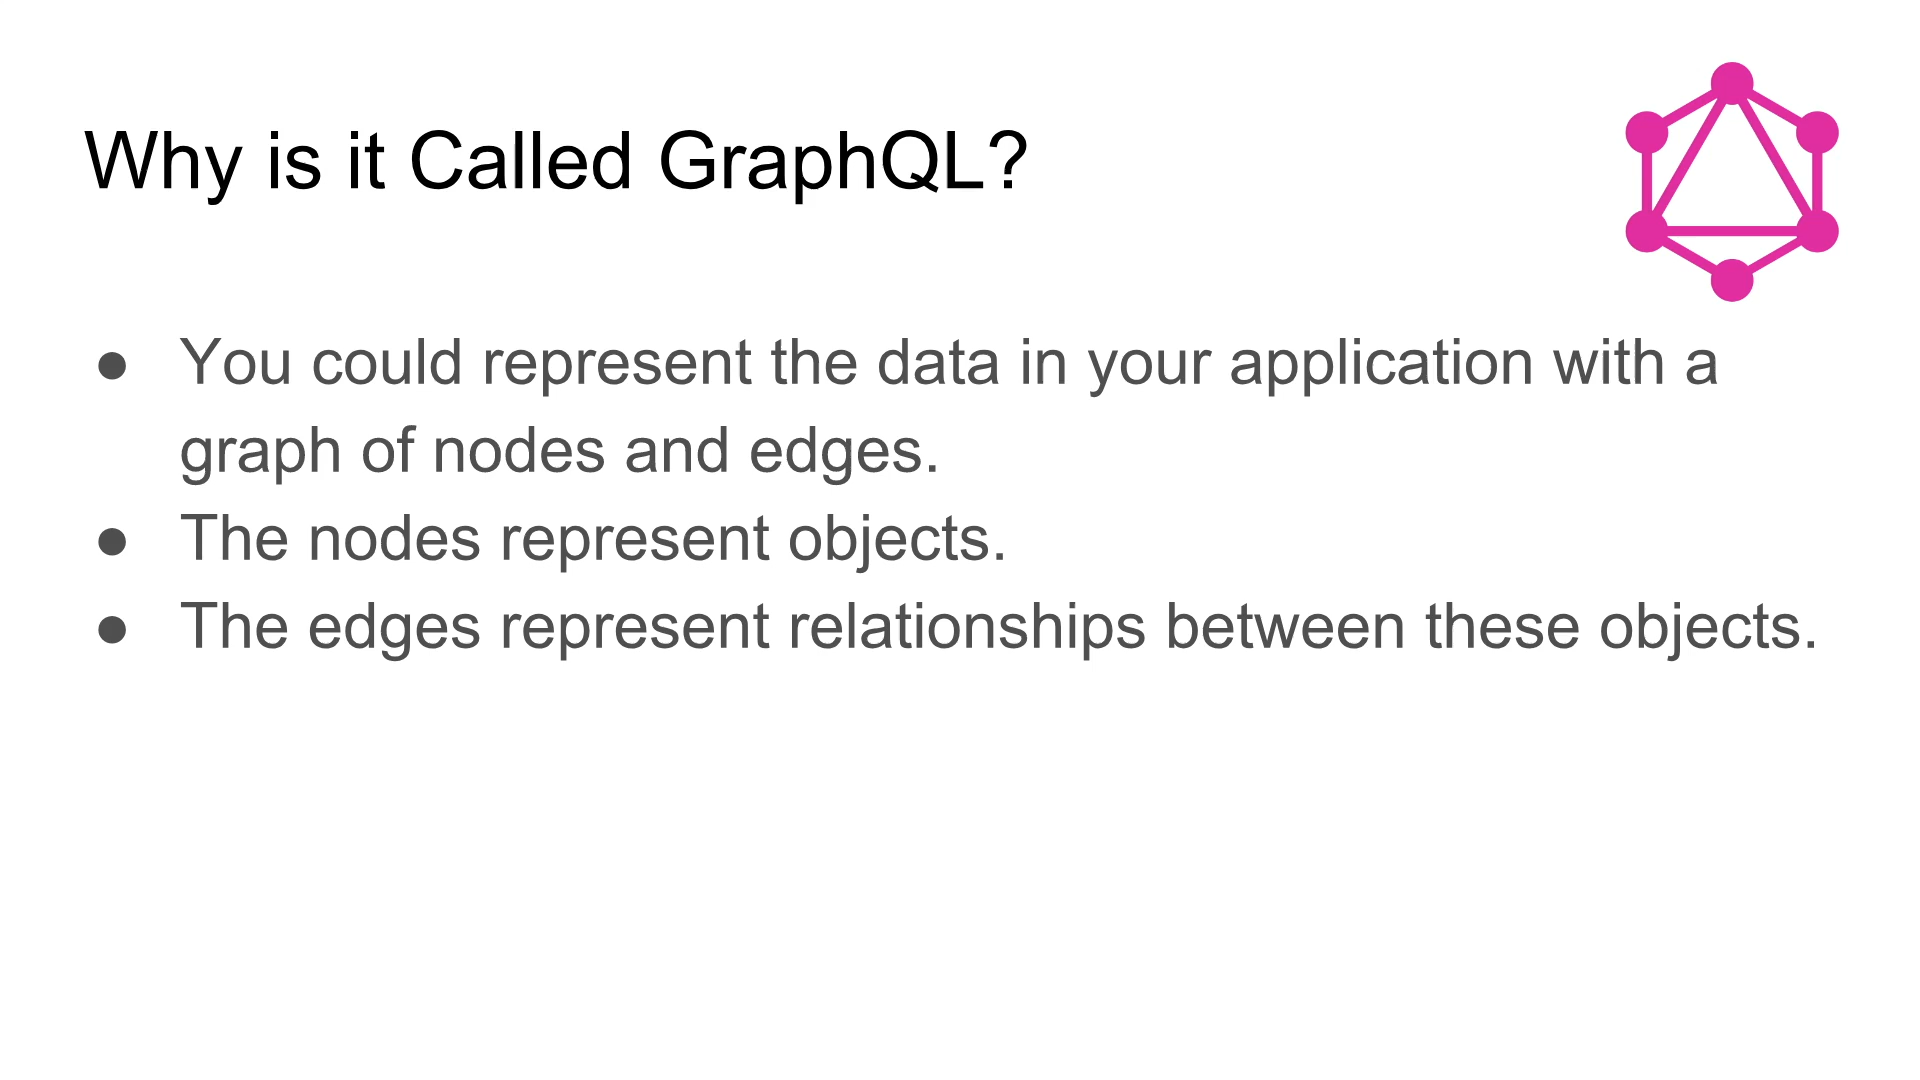 Why is it Called GraphQL?
● You could represent the data in your application with a
graph of nodes and edges.
● The nodes represent objects.
● The edges represent relationships between these objects.